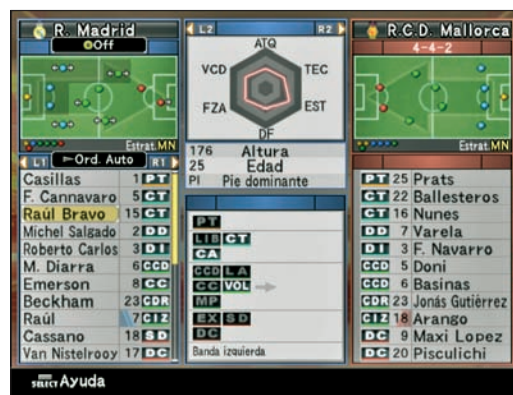 R. Madrid
Off
Estrat.MN
L1 Ord. Auto R1
Casillas 1 PT
F. Cannavaro 5 CT
Raúl Bravo 15 CT
Michel Salgado 2 DD
Roberto Carlos 3 DI
M. Diarra 6 CCD
Emerson 8 CC
Beckham 23 CDR
Raúl 7 CIZ
Cassano 18 SD
Van Nistelrooy 17 DC
L2 R2
ATQ
VCD TEC
FZA EST
DF
176 Altura
25 Edad
PI Pie dominante
PT
LIB CT
CA
CCD LA
CC VOL
MP
EX SD
DC
Banda izquierda
R.C.D. Mallorca
4-4-2
Estrat.MN
PT 25 Prats
CT 22 Ballesteros
CT 16 Nunes
DD 7 Varela
DI 3 F. Navarro
CCD 5 Doni
CCD 6 Basinas
CDR 23 Jonás Gutiérrez
CIZ 18 Arango
DC 9 Maxi Lopez
DC 20 Pisculichi
SELECT Ayuda